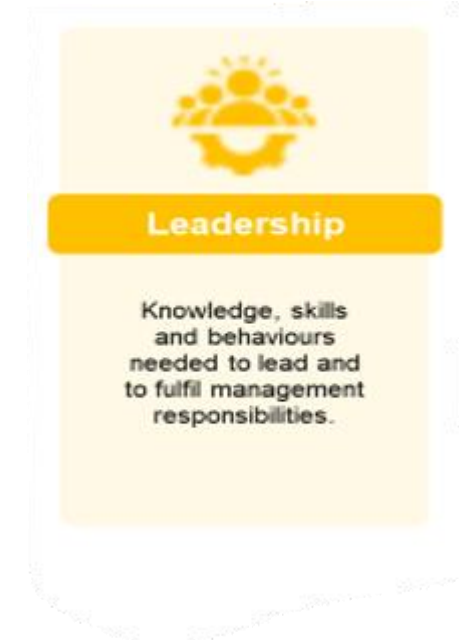 Leadership
Knowledge, skills
and behaviours
needed to lead and
to fulfil management
responsibilities.